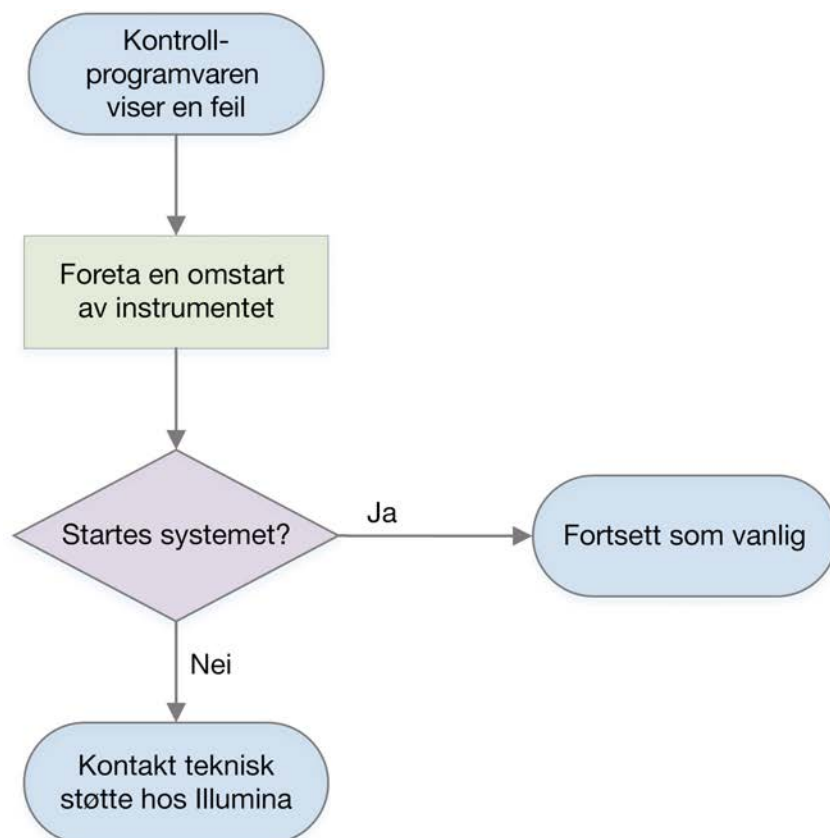 Kontroll-
programvaren
viser en feil
Foreta en omstart
av instrumentet
Startes systemet?
Ja
Fortsett som vanlig
Nei
Kontakt teknisk
støtte hos Illumina